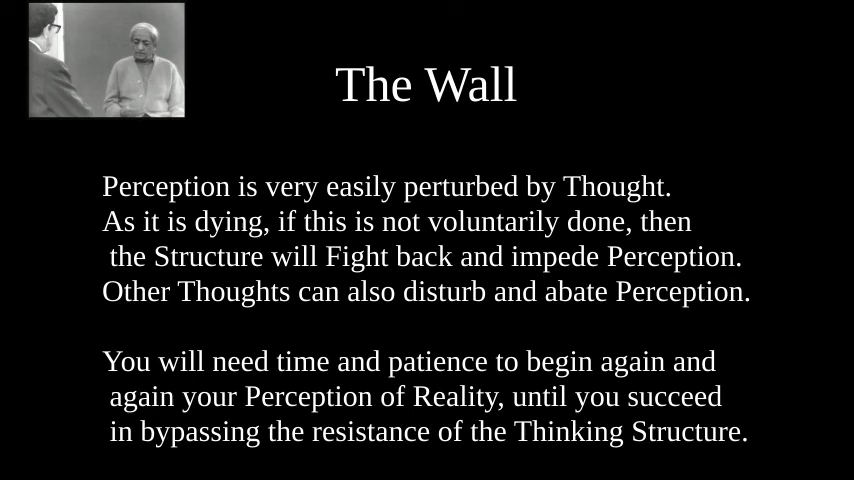 The Wall
Perception is very easily perturbed by Thought.
As it is dying, if this is not voluntarily done, then
the Structure will Fight back and impede Perception.
Other Thoughts can also disturb and abate Perception.
You will need time and patience to begin again and
again your Perception of Reality, until you succeed
in bypassing the resistance of the Thinking Structure.